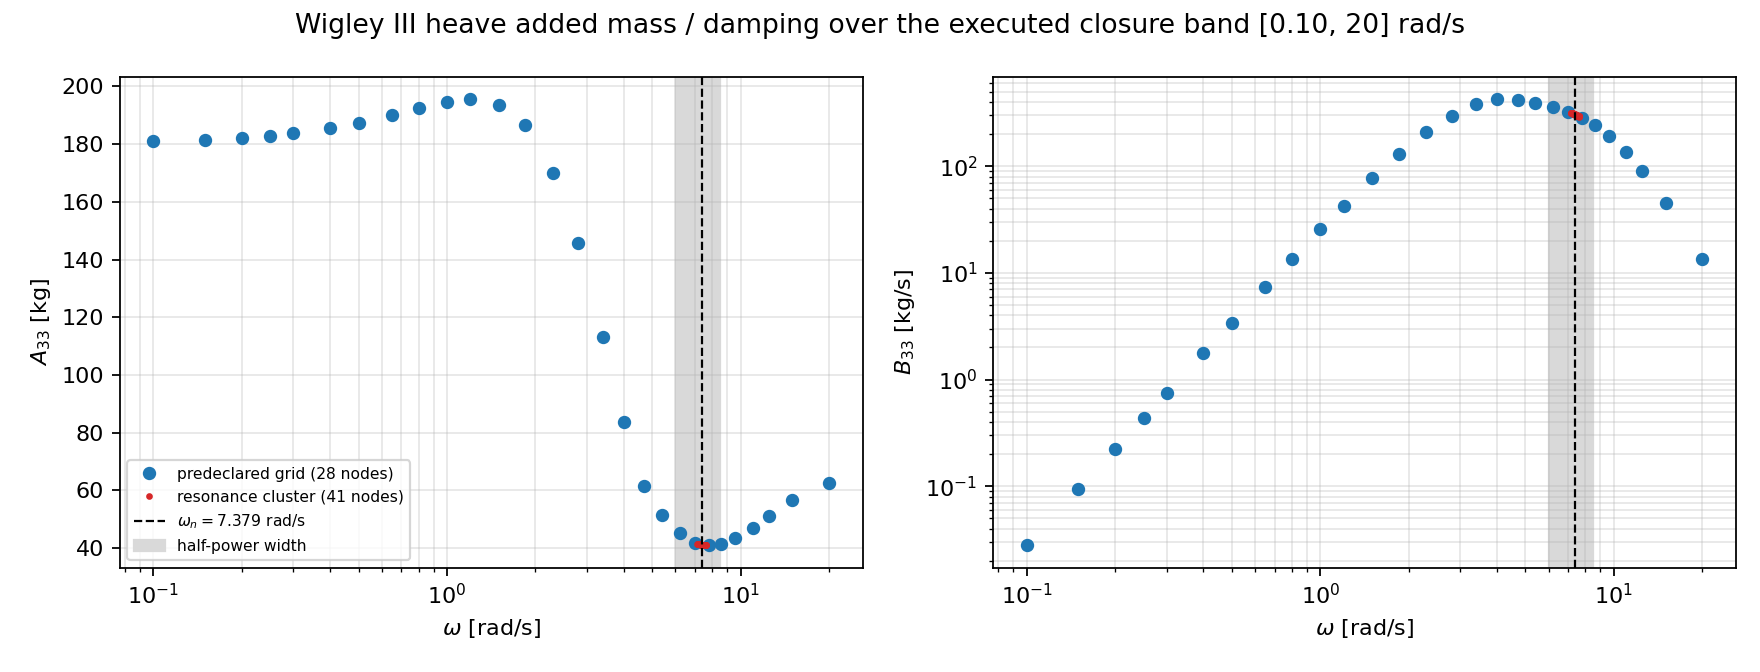 Wigley III heave added mass / damping over the executed closure band [0.10, 20] rad/s
A₃₃ [kg]
200
180
160
140
120
100
80
60
40
predeclared grid (28 nodes)
resonance cluster (41 nodes)
ωₙ = 7.379 rad/s
half-power width
10⁻¹ 10⁰ 10¹
ω [rad/s]
B₃₃ [kg/s]
10²
10¹
10⁰
10⁻¹
10⁻¹ 10⁰ 10¹
ω [rad/s]